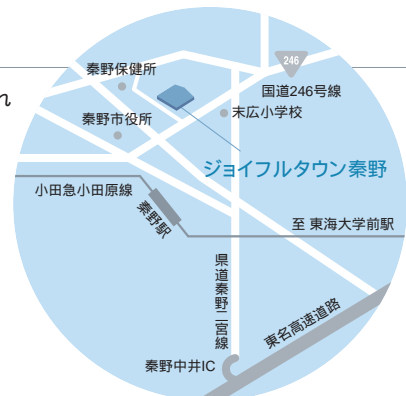 246
秦野保健所
国道246号線
れ
末広小学校
秦野市役所
ジョイフルタウン秦野
小田急小田原線
秦野駅
至 東海大学前駅
県道秦野二宮線
東名高速道路
秦野中井IC